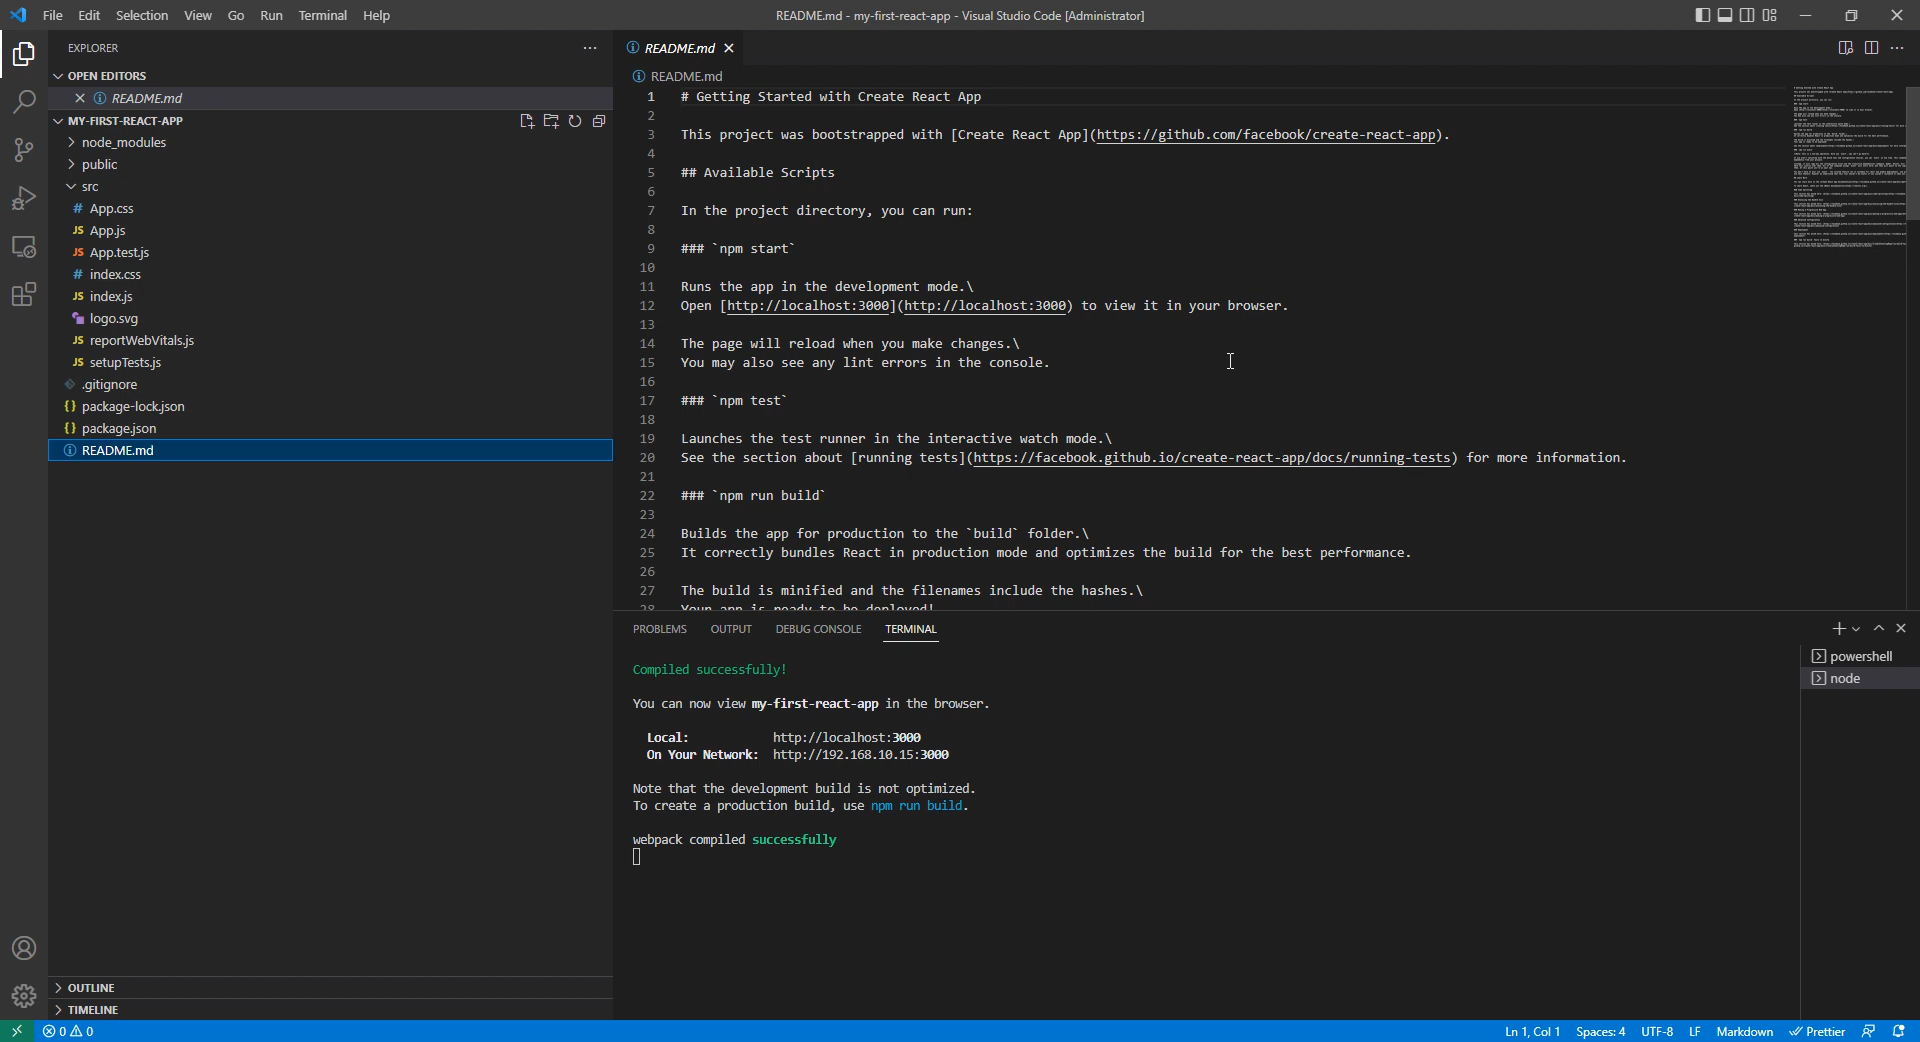 File Edit Selection View Go Run Terminal Help
README.md - my-first-react-app - Visual Studio Code [Administrator]
EXPLORER
OPEN EDITORS
README.md
MY-FIRST-REACT-APP
node_modules
public
src
# App.css
JS App.js
JS App.test.js
# index.css
JS index.js
logo.svg
JS reportWebVitals.js
JS setupTests.js
.gitignore
{} package-lock.json
{} package.json
README.md
OUTLINE
TIMELINE
README.md
README.md
1 # Getting Started with Create React App
2
3 This project was bootstrapped with [Create React App](https://github.com/facebook/create-react-app).
4
5 ## Available Scripts
6
7 In the project directory, you can run:
8
9 ### `npm start`
10
11 Runs the app in the development mode.\
12 Open [http://localhost:3000](http://localhost:3000) to view it in your browser.
13
14 The page will reload when you make changes.\
15 You may also see any lint errors in the console.
16
17 ### `npm test`
18
19 Launches the test runner in the interactive watch mode.\
20 See the section about [running tests](https://facebook.github.io/create-react-app/docs/running-tests) for more information.
21
22 ### `npm run build`
23
24 Builds the app for production to the `build` folder.\
25 It correctly bundles React in production mode and optimizes the build for the best performance.
26
27 The build is minified and the filenames include the hashes.\
28 Your app is ready to be deployed!
PROBLEMS OUTPUT DEBUG CONSOLE TERMINAL
Compiled successfully!
You can now view my-first-react-app in the browser.
Local: http://localhost:3000
On Your Network: http://192.168.10.15:3000
Note that the development build is not optimized.
To create a production build, use npm run build.
webpack compiled successfully
powershell
node
0 0
Ln 1, Col 1 Spaces: 4 UTF-8 LF Markdown Prettier